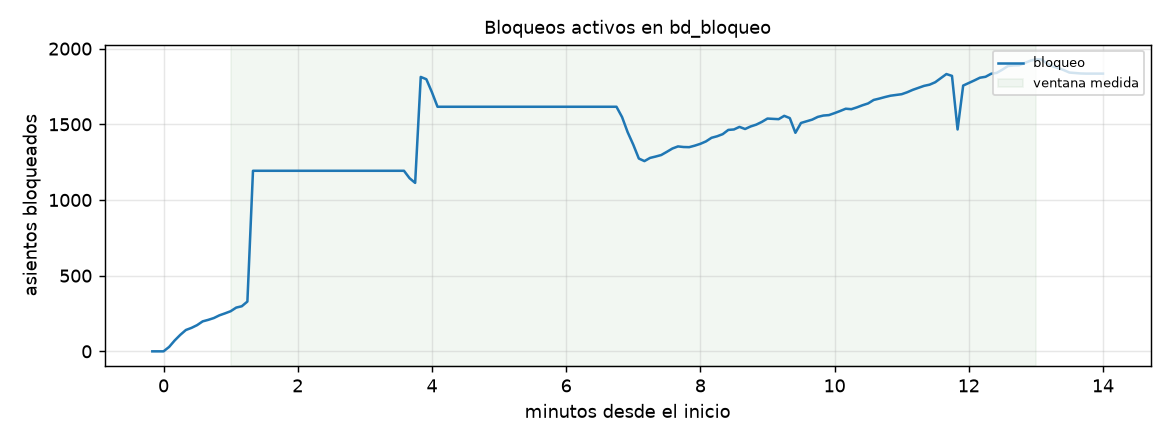 Bloqueos activos en bd_bloqueo
2000
1500
1000
500
0
asientos bloqueados
bloqueo
ventana medida
0 2 4 6 8 10 12 14
minutos desde el inicio